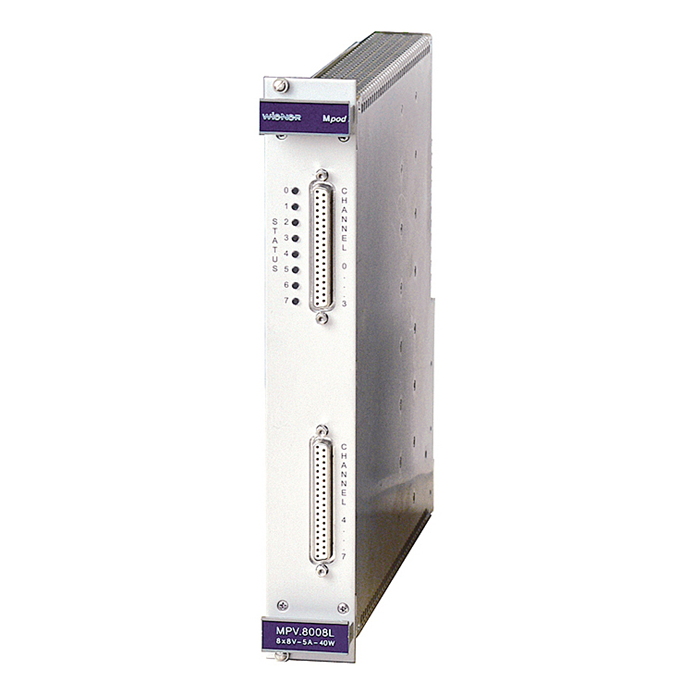 WIENER Mpod
0
1
2
3
4
5
6
7
STATUS
CHANNEL 0...3
CHANNEL 4...7
MPV.8008L
8x8V-5A-40W